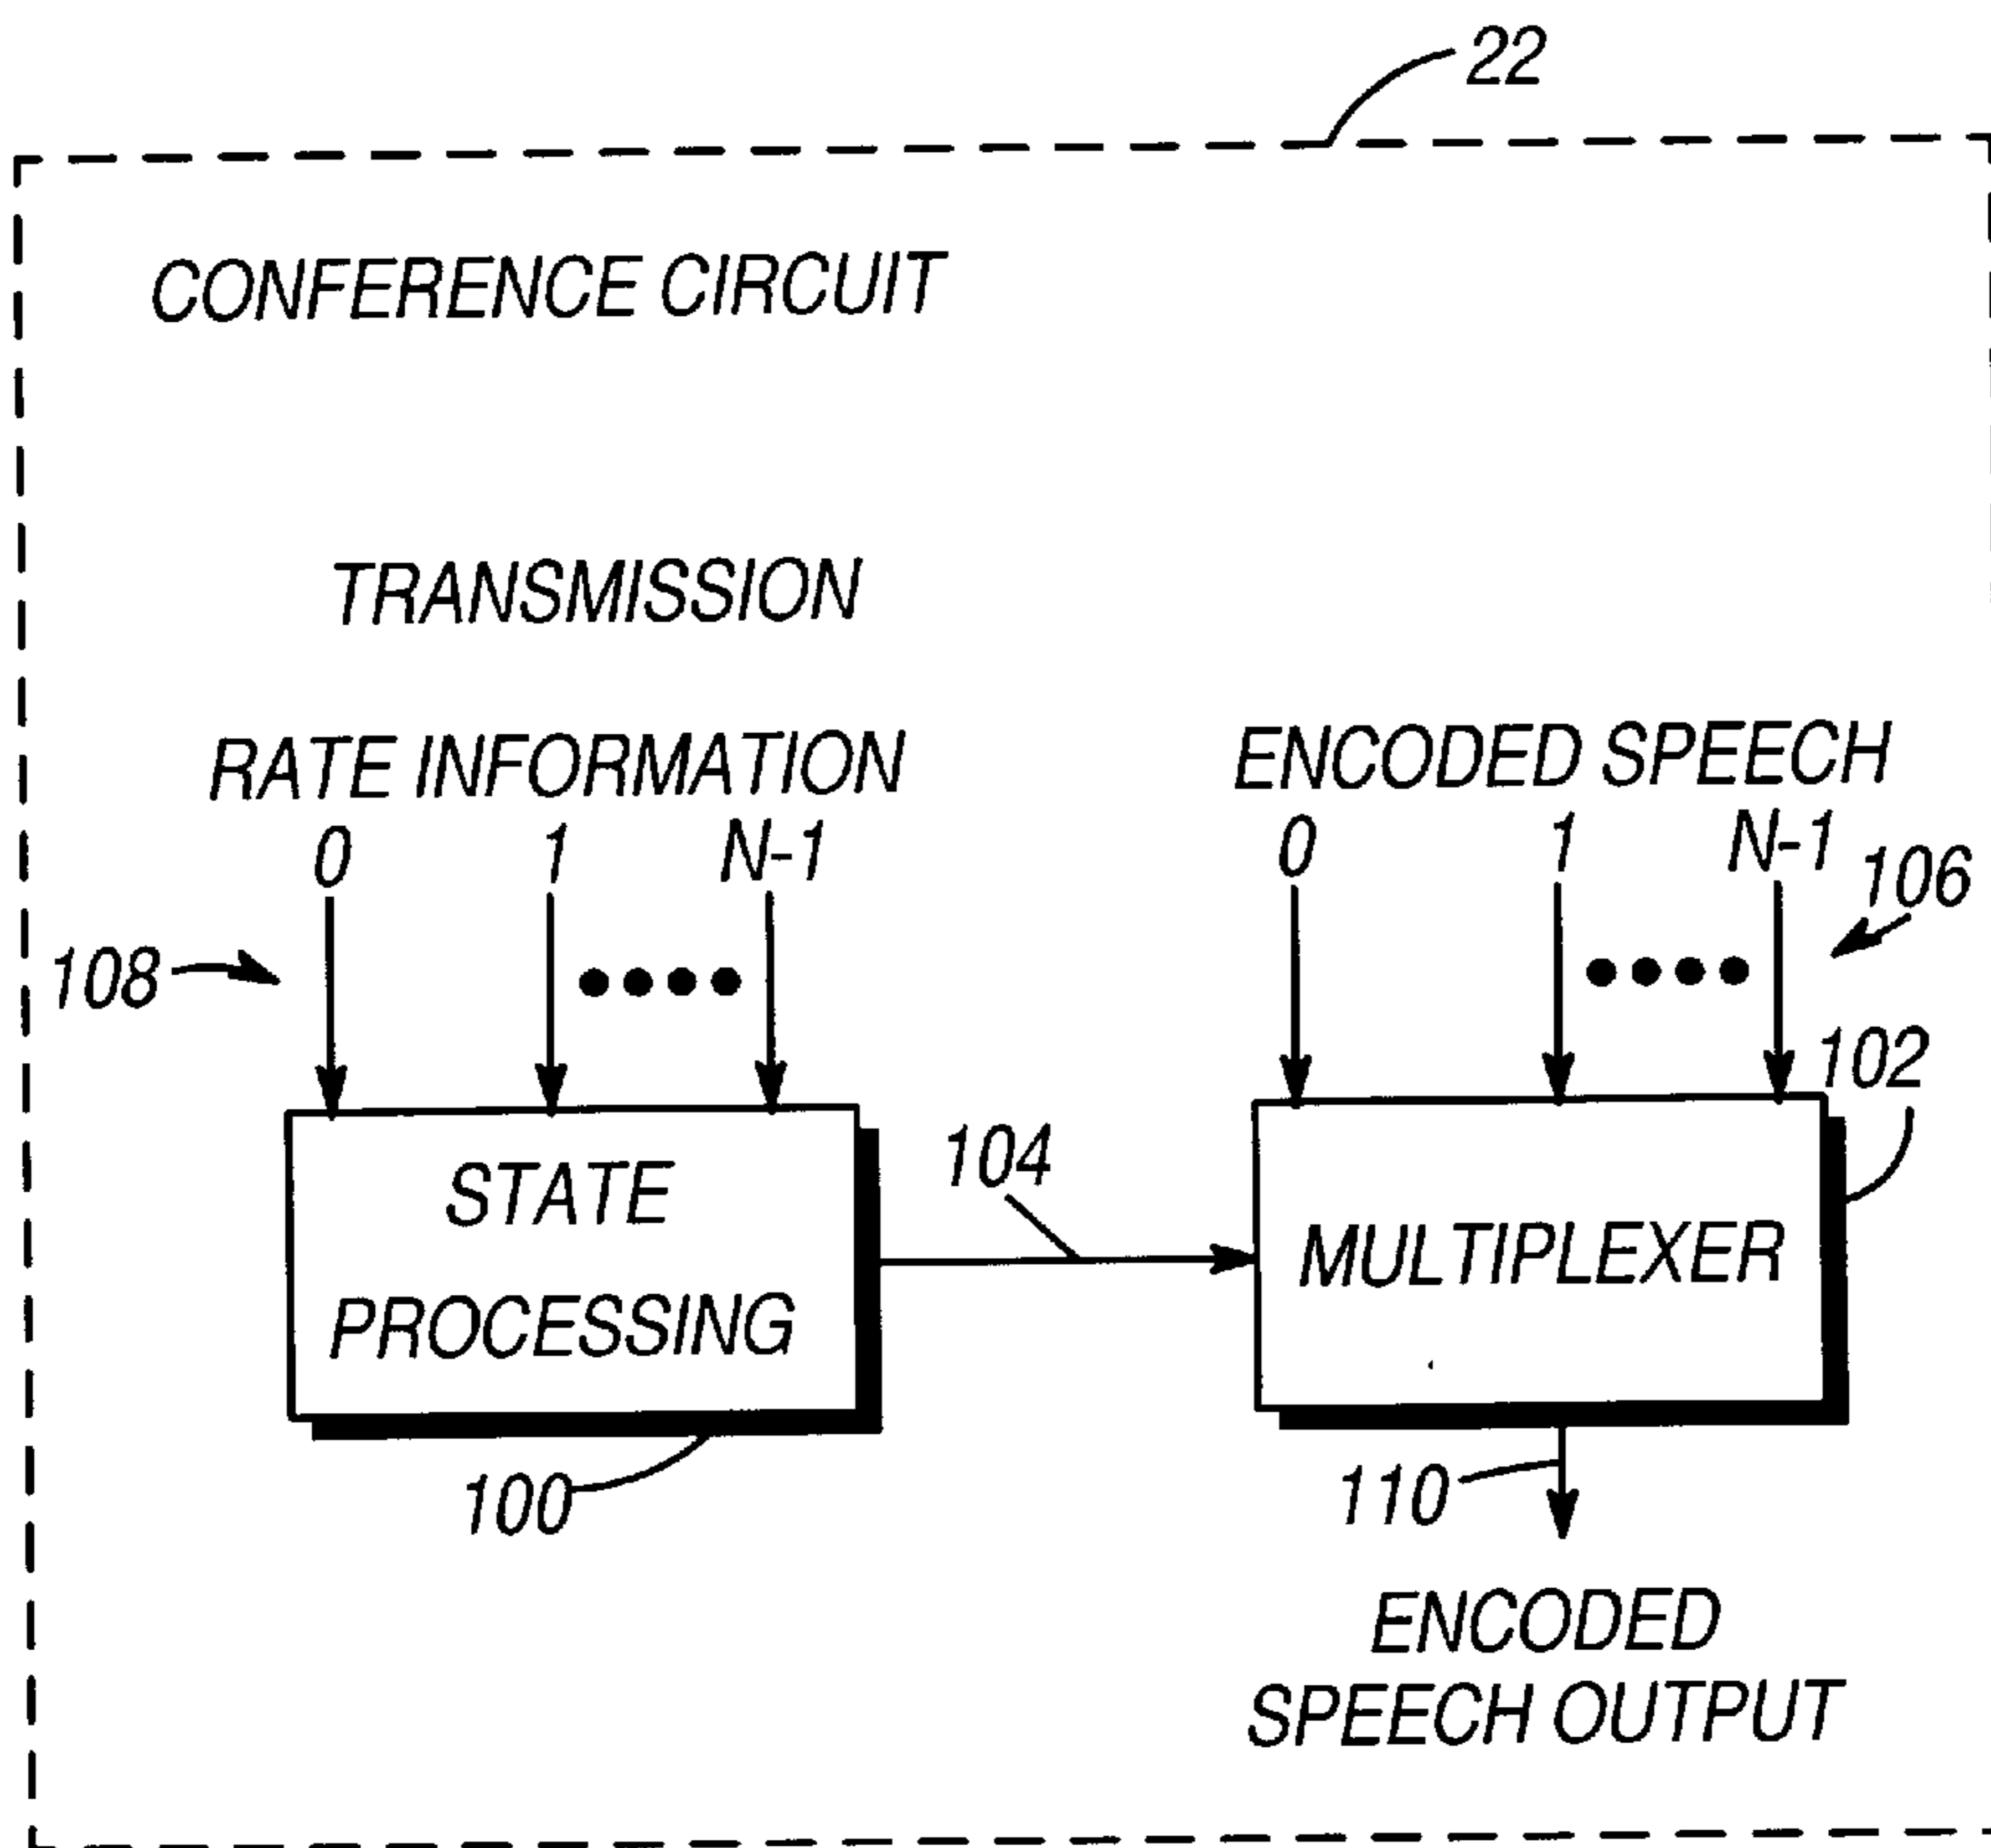 22
CONFERENCE CIRCUIT
TRANSMISSION
RATE INFORMATION
0 1 N-1
ENCODED SPEECH
0 1 N-1
106
108
102
STATE
PROCESSING
104
MULTIPLEXER
100
110
ENCODED
SPEECH OUTPUT